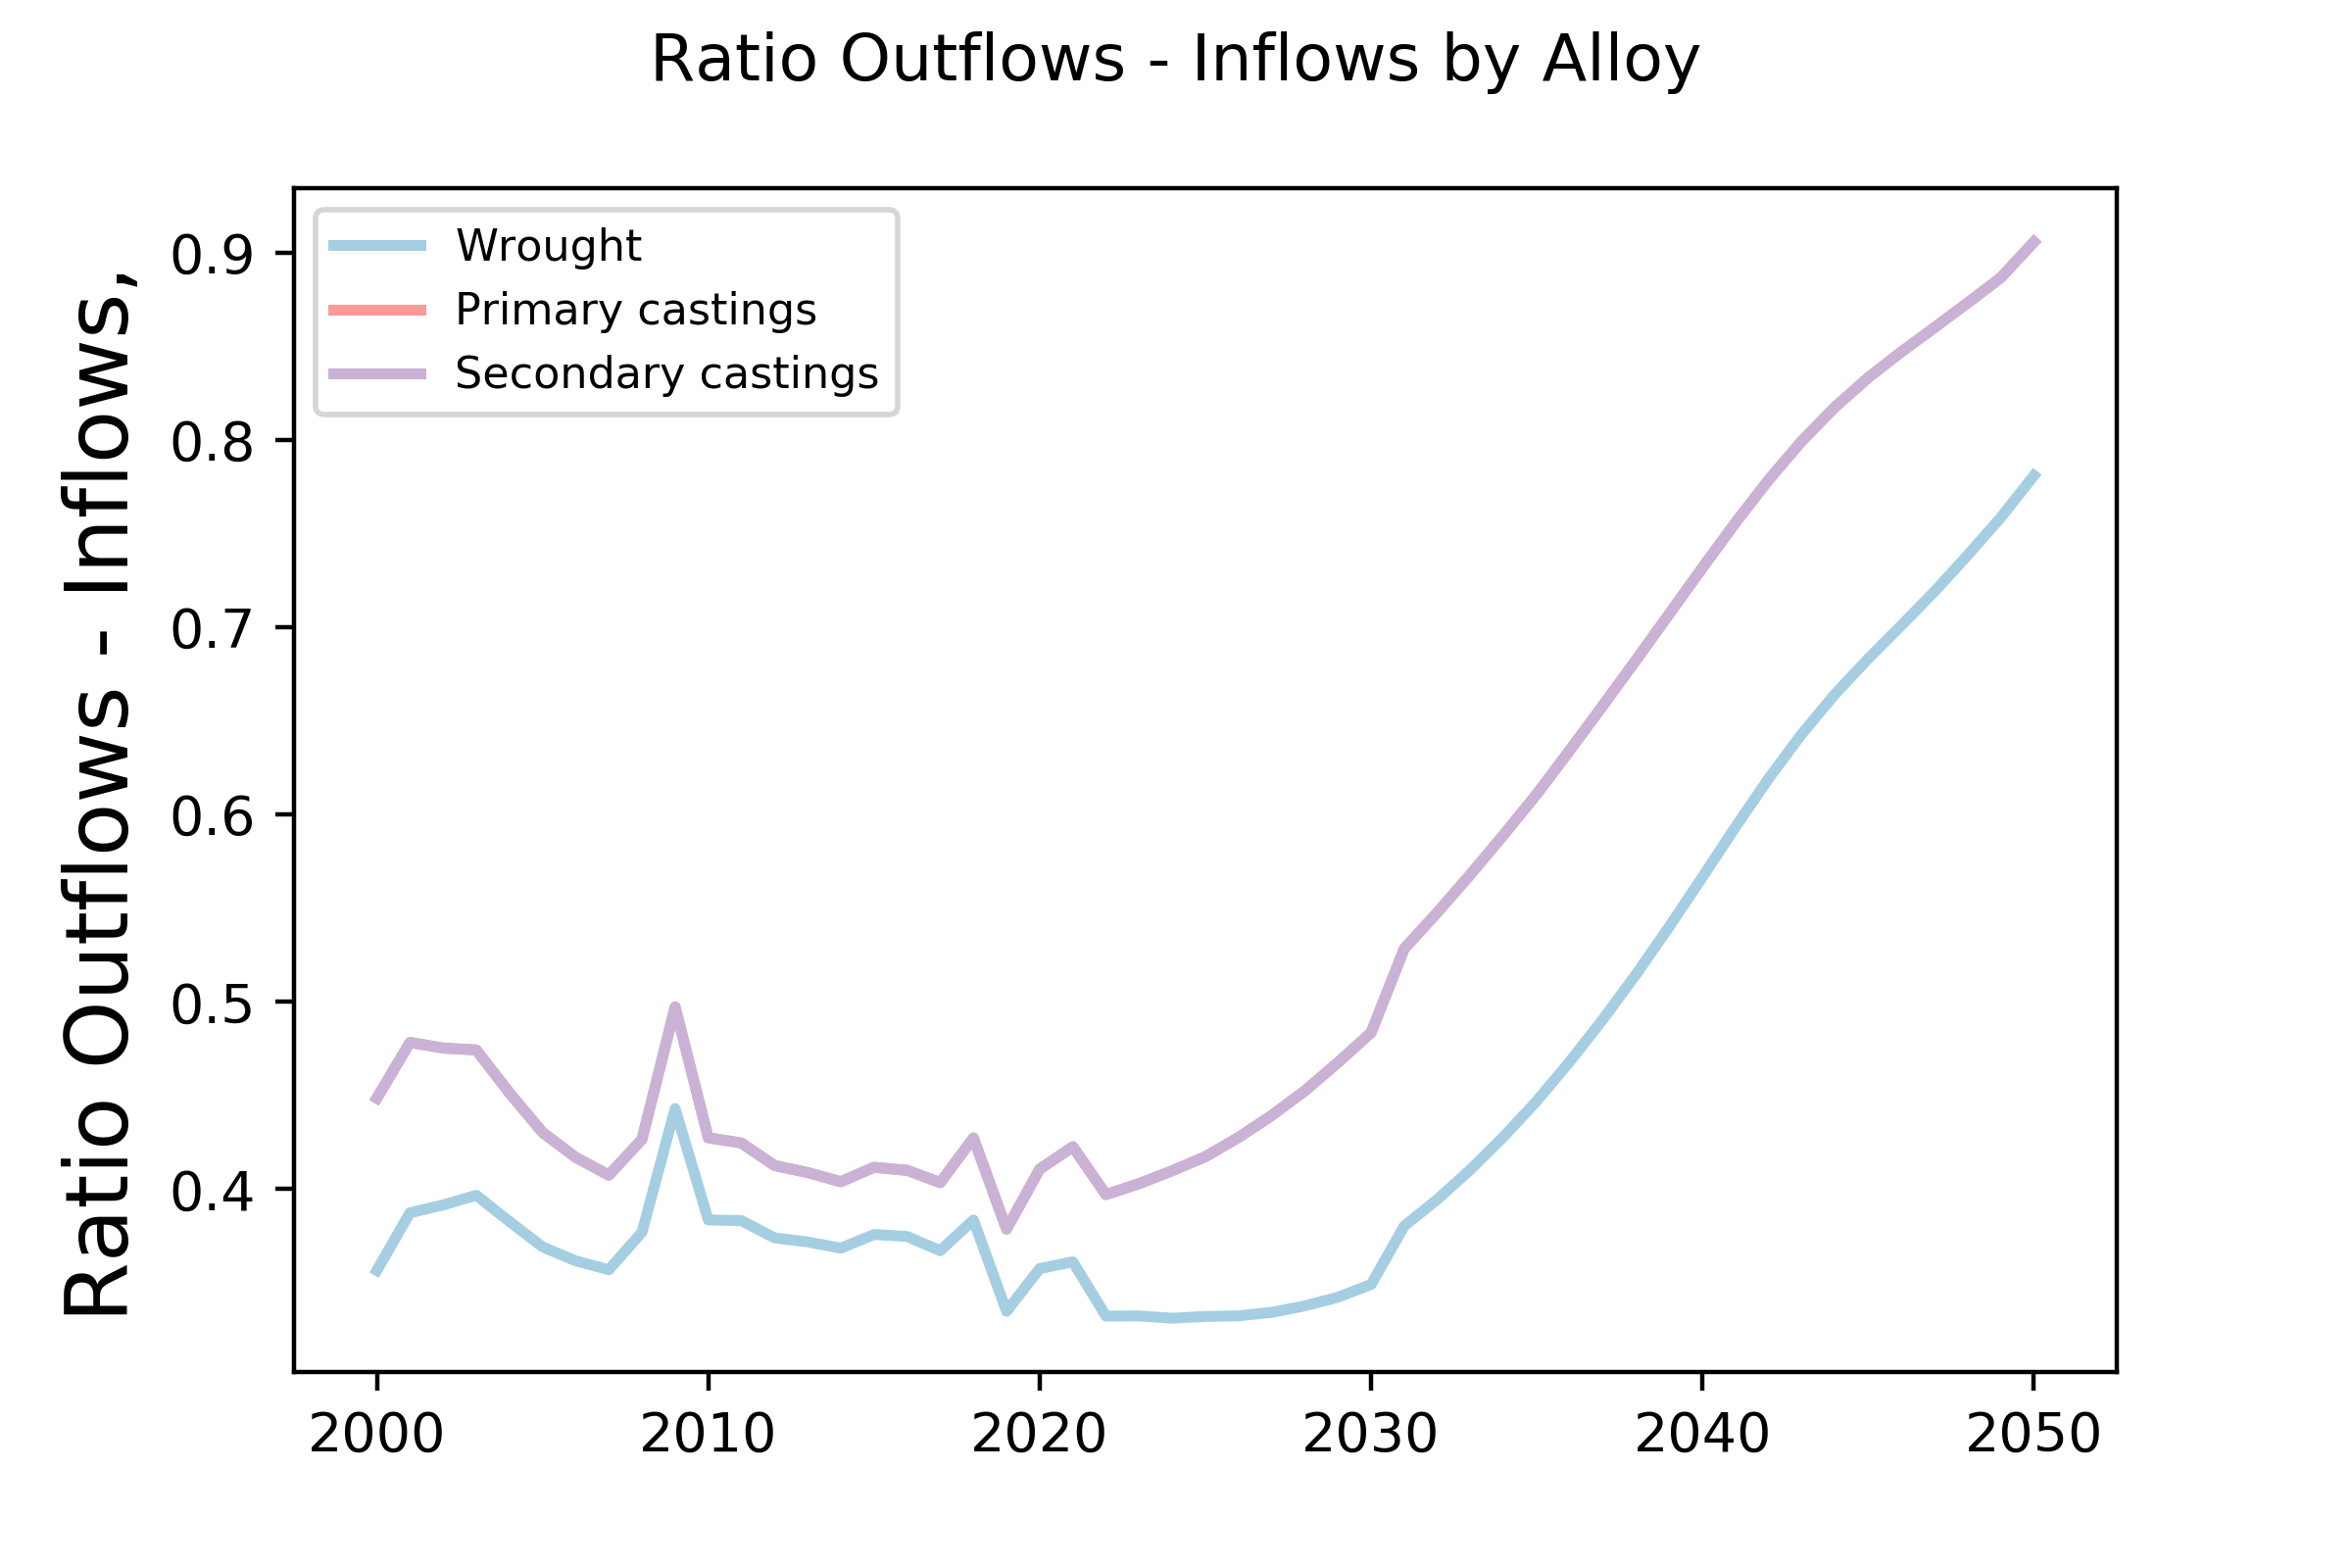 Ratio Outflows - Inflows by Alloy
Ratio Outflows - Inflows,
0.9
0.8
0.7
0.6
0.5
0.4
Wrought
Primary castings
Secondary castings
2000 2010 2020 2030 2040 2050